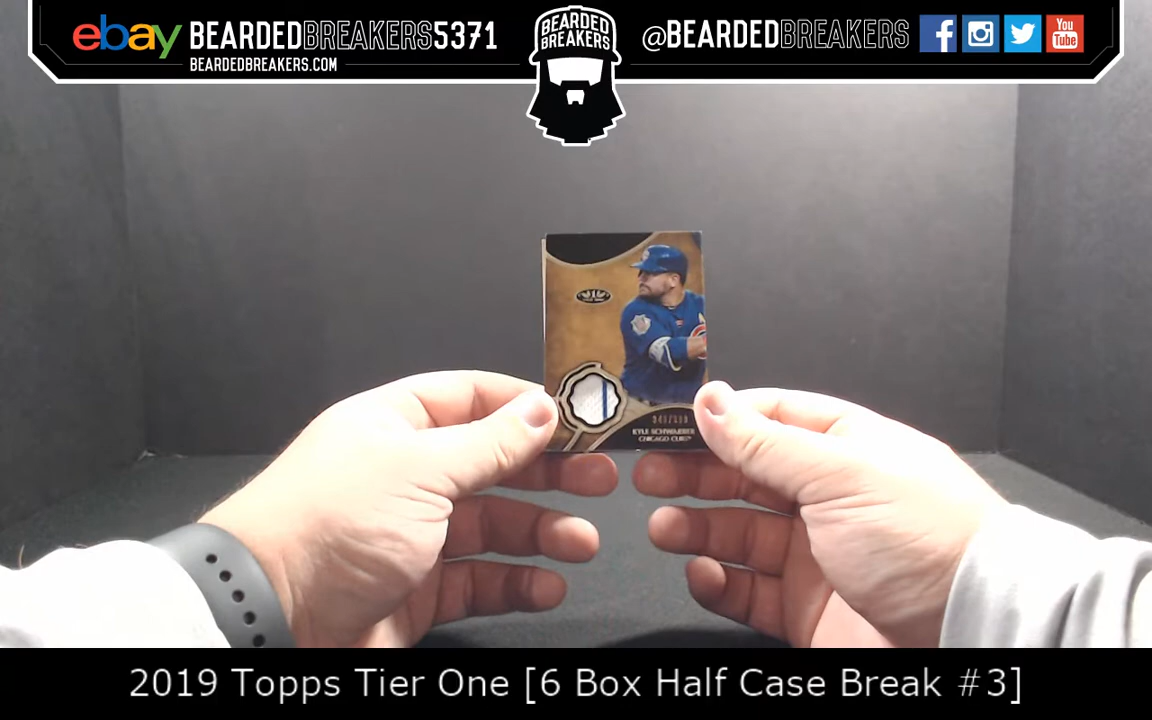 ebay BEARDEDBREAKERS5371
BEARDEDBREAKERS.COM
BEARDED
BREAKERS
@BEARDEDBREAKERS
You
Tube
KYLE SCHWARBER
CHICAGO CUBS
2019 Topps Tier One [6 Box Half Case Break #3]